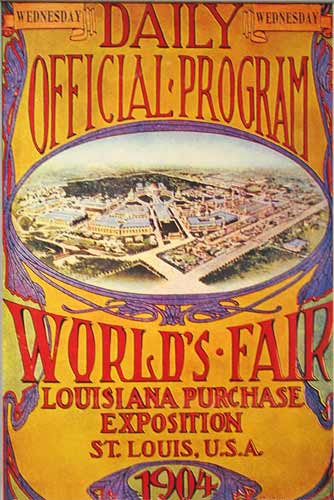 WEDNESDAY WEDNESDAY
DAILY
OFFICIAL·PROGRAM
WORLD'S·FAIR
LOUISIANA PURCHASE
EXPOSITION
ST. LOUIS, U.S.A.
1904